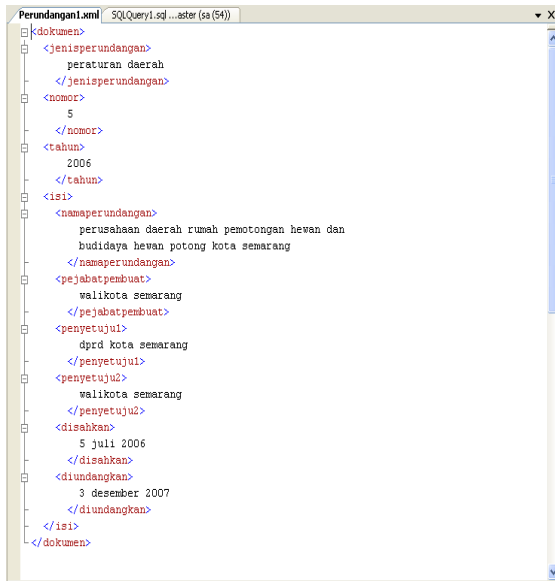 Perundangan1.xml SQLQuery1.sql ...aster (sa (54))
<dokumen>
<jenisperundangan>
peraturan daerah
</jenisperundangan>
<nomor>
5
</nomor>
<tahun>
2006
</tahun>
<isi>
<namaperundangan>
perusahaan daerah rumah pemotongan hewan dan
budidaya hewan potong kota semarang
</namaperundangan>
<pejabatpembuat>
walikota semarang
</pejabatpembuat>
<penyetuju1>
dprd kota semarang
</penyetuju1>
<penyetuju2>
walikota semarang
</penyetuju2>
<disahkan>
5 juli 2006
</disahkan>
<diundangkan>
3 desember 2007
</diundangkan>
</isi>
</dokumen>